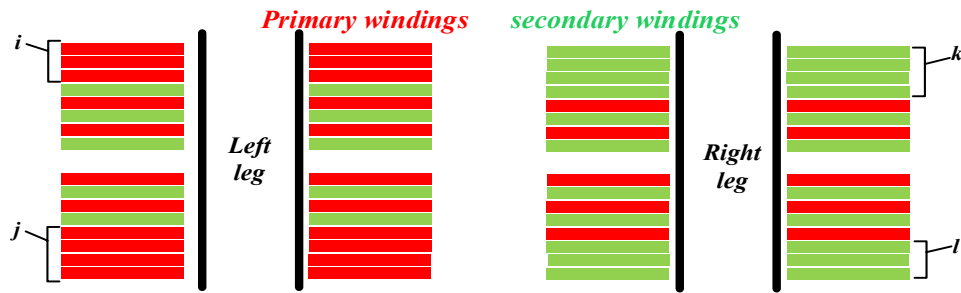 Primary windings secondary windings
i
k
Left
leg
Right
leg
j
l